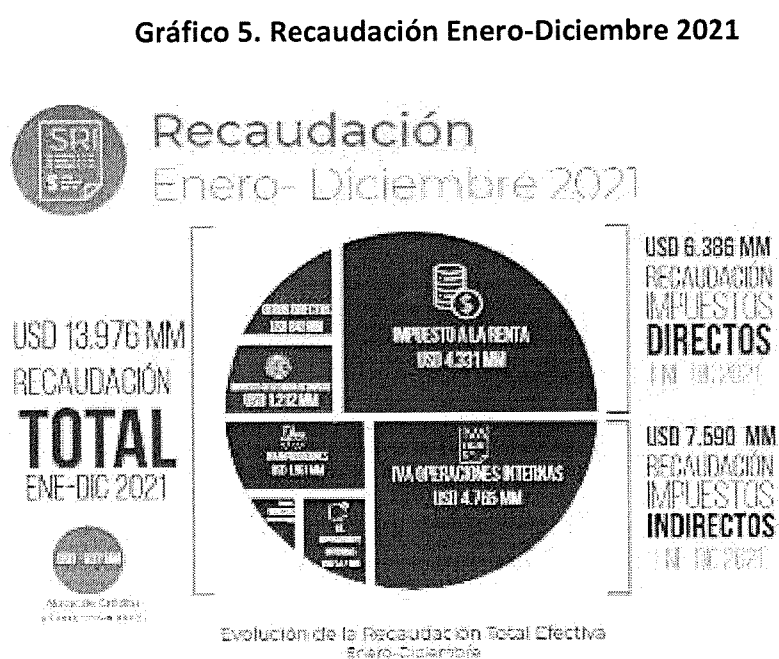 Gráfico 5. Recaudación Enero-Diciembre 2021
SRI
$
Recaudación
Enero- Diciembre 2021
USD 13.976 MM
RECAUDACIÓN
TOTAL
ENE-DIC 2021
IMPUESTO A LA RENTA
USD 4.331 MM
USD 1.232 MM
IVA OPERACIONES INTERNAS
USD 4.765 MM
USD 6.386 MM
RECAUDACIÓN
IMPUESTOS
DIRECTOS
USD 7.590 MM
RECAUDACIÓN
IMPUESTOS
INDIRECTOS
Evolución de la Recaudación Total Efectiva
Enero-Diciembre